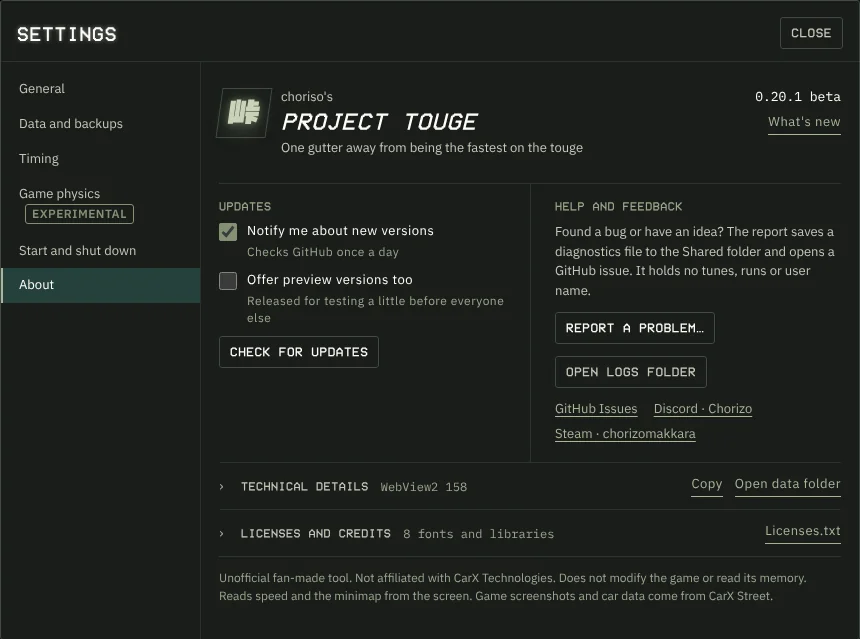 SETTINGS
CLOSE
General
Data and backups
Timing
Game physics
EXPERIMENTAL
Start and shut down
About
choriso's
PROJECT TOUGE
One gutter away from being the fastest on the touge
0.20.1 beta
What's new
UPDATES
Notify me about new versions
Checks GitHub once a day
Offer preview versions too
Released for testing a little before everyone
else
CHECK FOR UPDATES
HELP AND FEEDBACK
Found a bug or have an idea? The report saves a
diagnostics file to the Shared folder and opens a
GitHub issue. It holds no tunes, runs or user
name.
REPORT A PROBLEM…
OPEN LOGS FOLDER
GitHub Issues
Discord · Chorizo
Steam · chorizomakkara
› TECHNICAL DETAILS WebView2 158
Copy
Open data folder
› LICENSES AND CREDITS 8 fonts and libraries
Licenses.txt
Unofficial fan-made tool. Not affiliated with CarX Technologies. Does not modify the game or read its memory.
Reads speed and the minimap from the screen. Game screenshots and car data come from CarX Street.